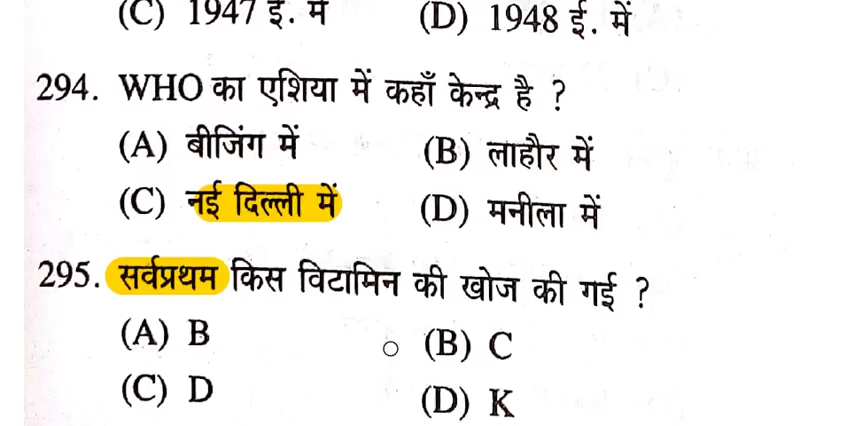 (C) 1947 ई. में (D) 1948 ई. में
294. WHO का एशिया में कहाँ केन्द्र है ?
(A) बीजिंग में (B) लाहौर में
(C) नई दिल्ली में (D) मनीला में
295. सर्वप्रथम किस विटामिन की खोज की गई ?
(A) B (B) C
(C) D (D) K